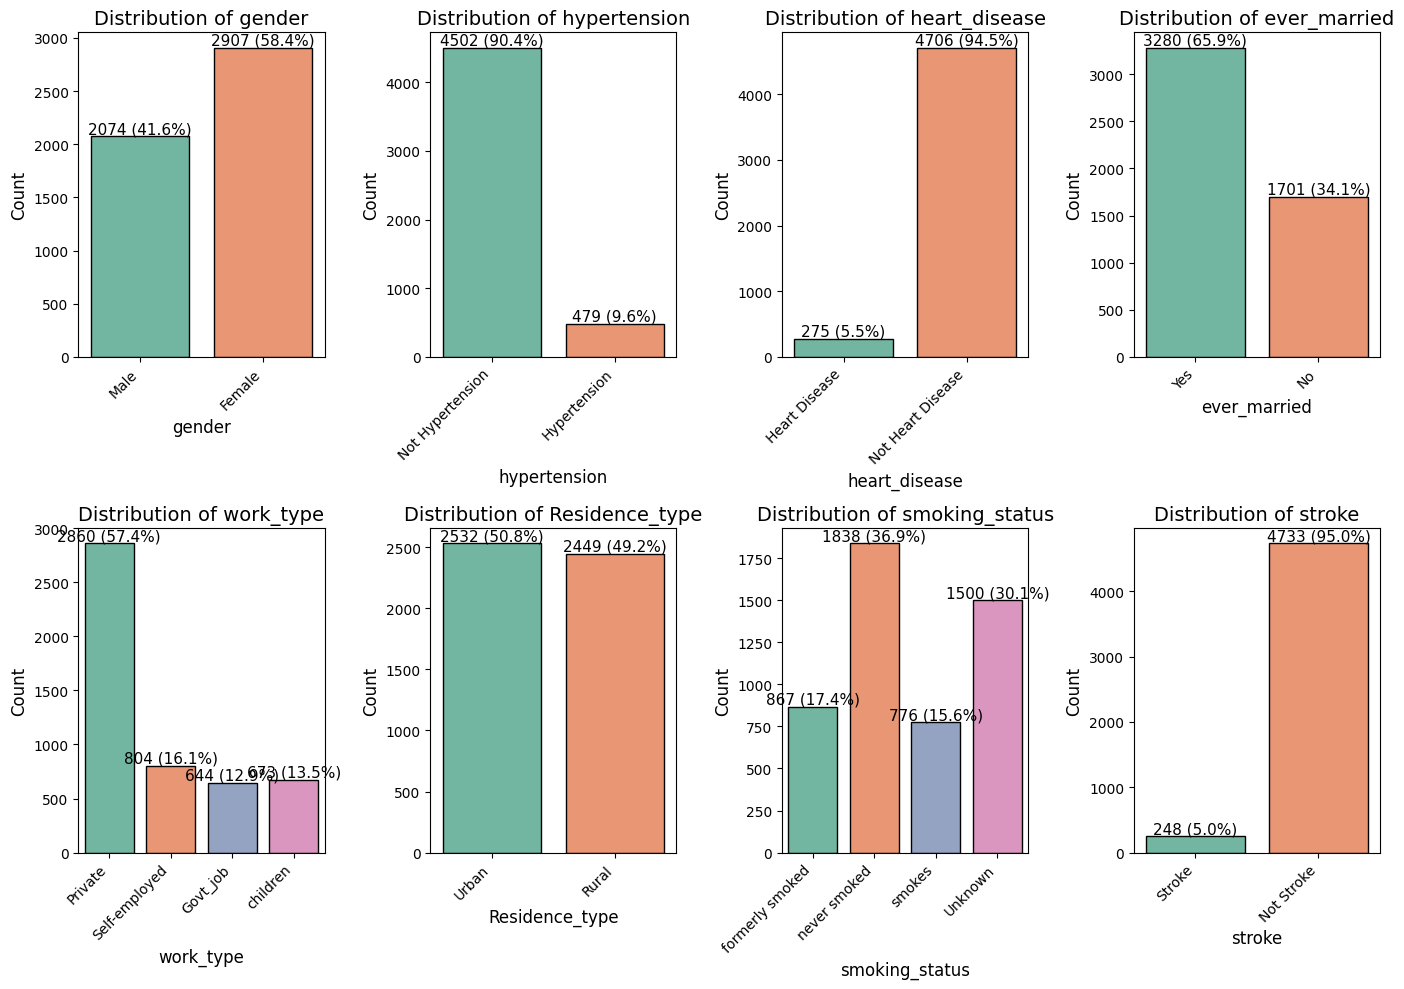 Distribution of gender
Distribution of hypertension
Distribution of heart_disease
Distribution of ever_married
3000
2500
2000
1500
1000
500
0
Count
2074 (41.6%)
2907 (58.4%)
Male
Female
gender
4000
3000
2000
1000
0
Count
4502 (90.4%)
479 (9.6%)
Not Hypertension
Hypertension
hypertension
4000
3000
2000
1000
0
Count
275 (5.5%)
4706 (94.5%)
Heart Disease
Not Heart Disease
heart_disease
3000
2500
2000
1500
1000
500
0
Count
3280 (65.9%)
1701 (34.1%)
Yes
No
ever_married
Distribution of work_type
Distribution of Residence_type
Distribution of smoking_status
Distribution of stroke
3000
2500
2000
1500
1000
500
0
Count
2860 (57.4%)
804 (16.1%)
644 (12.9%)
673 (13.5%)
Private
Self-employed
Govt_job
children
work_type
2500
2000
1500
1000
500
0
Count
2532 (50.8%)
2449 (49.2%)
Urban
Rural
Residence_type
1750
1500
1250
1000
750
500
250
0
Count
867 (17.4%)
1838 (36.9%)
776 (15.6%)
1500 (30.1%)
formerly smoked
never smoked
smokes
Unknown
smoking_status
4000
3000
2000
1000
0
Count
248 (5.0%)
4733 (95.0%)
Stroke
Not Stroke
stroke